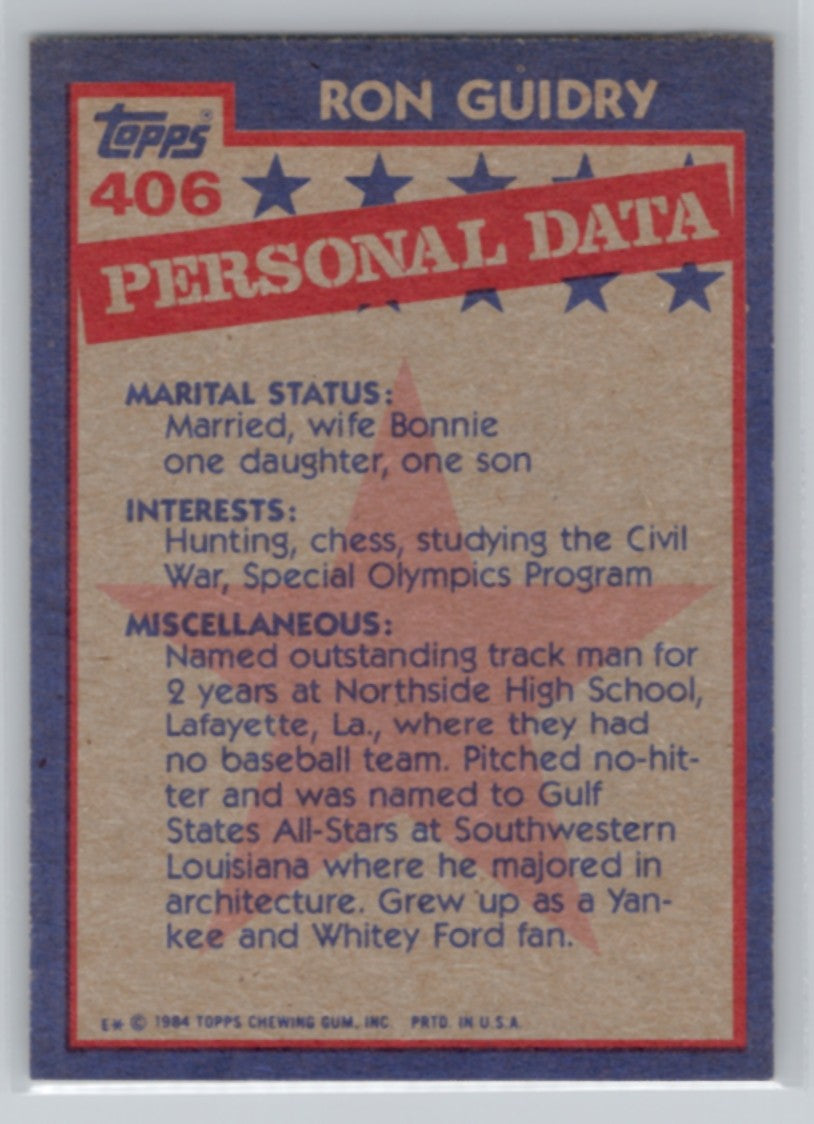 RON GUIDRY
Topps
406
PERSONAL DATA
MARITAL STATUS:
Married, wife Bonnie
one daughter, one son
INTERESTS:
Hunting, chess, studying the Civil
War, Special Olympics Program
MISCELLANEOUS:
Named outstanding track man for
2 years at Northside High School,
Lafayette, La., where they had
no baseball team. Pitched no-hit-
ter and was named to Gulf
States All-Stars at Southwestern
Louisiana where he majored in
architecture. Grew up as a Yan-
kee and Whitey Ford fan.
E* © 1984 TOPPS CHEWING GUM, INC. PRTD. IN U.S.A.